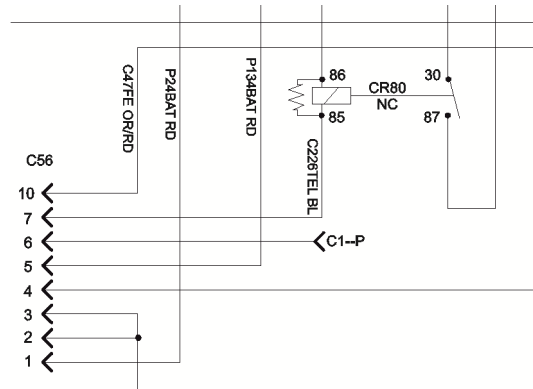 86
30
CR80
NC
85
87
C47FE OR/RD
P24BAT RD
P134BAT RD
C226TEL BL
C56
10
7
6
C1--P
5
4
3
2
1